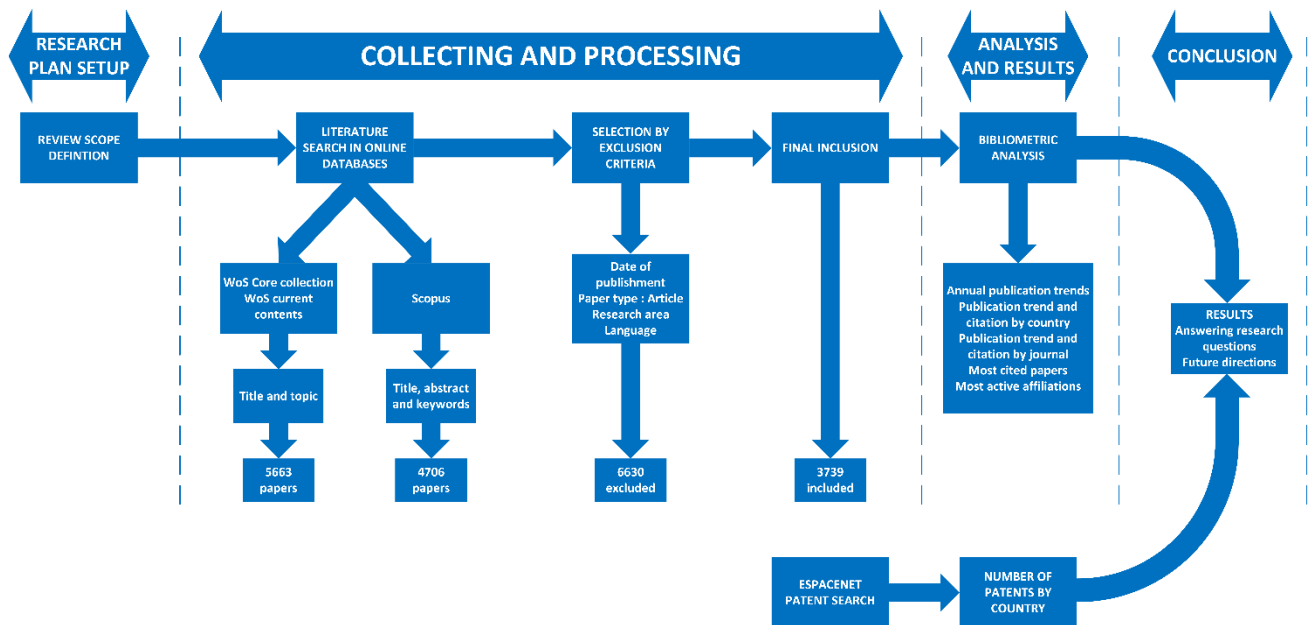 RESEARCH
PLAN SETUP
COLLECTING AND PROCESSING
ANALYSIS
AND RESULTS
CONCLUSION
REVIEW SCOPE
DEFINTION
LITERATURE
SEARCH IN ONLINE
DATABASES
SELECTION BY
EXCLUSION
CRITERIA
FINAL INCLUSION
BIBLIOMETRIC
ANALYSIS
WoS Core collection
WoS current
contents
Scopus
Date of
publishment
Paper type : Article
Research area
Language
Annual publication trends
Publication trend and
citation by country
Publication trend and
citation by journal
Most cited papers
Most active affiliations
RESULTS
Answering research
questions
Future directions
Title and topic
Title, abstract
and keywords
5663
papers
4706
papers
6630
excluded
3739
included
ESPACENET
PATENT SEARCH
NUMBER OF
PATENTS BY
COUNTRY